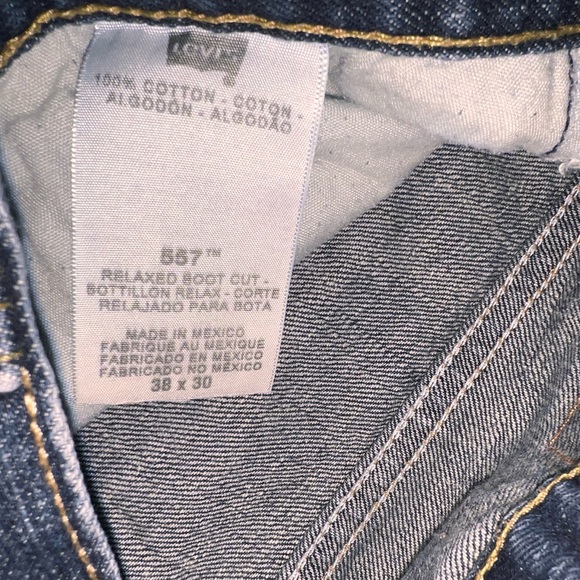 LEVI'S
100% COTTON - COTON -
ALGODÓN - ALGODÃO
557™
RELAXED BOOT CUT -
BOTTILLON RELAX - CORTE
RELAJADO PARA BOTA
MADE IN MEXICO
FABRIQUE AU MEXIQUE
FABRICADO EN MEXICO
FABRICADO NO MEXICO
38 x 30